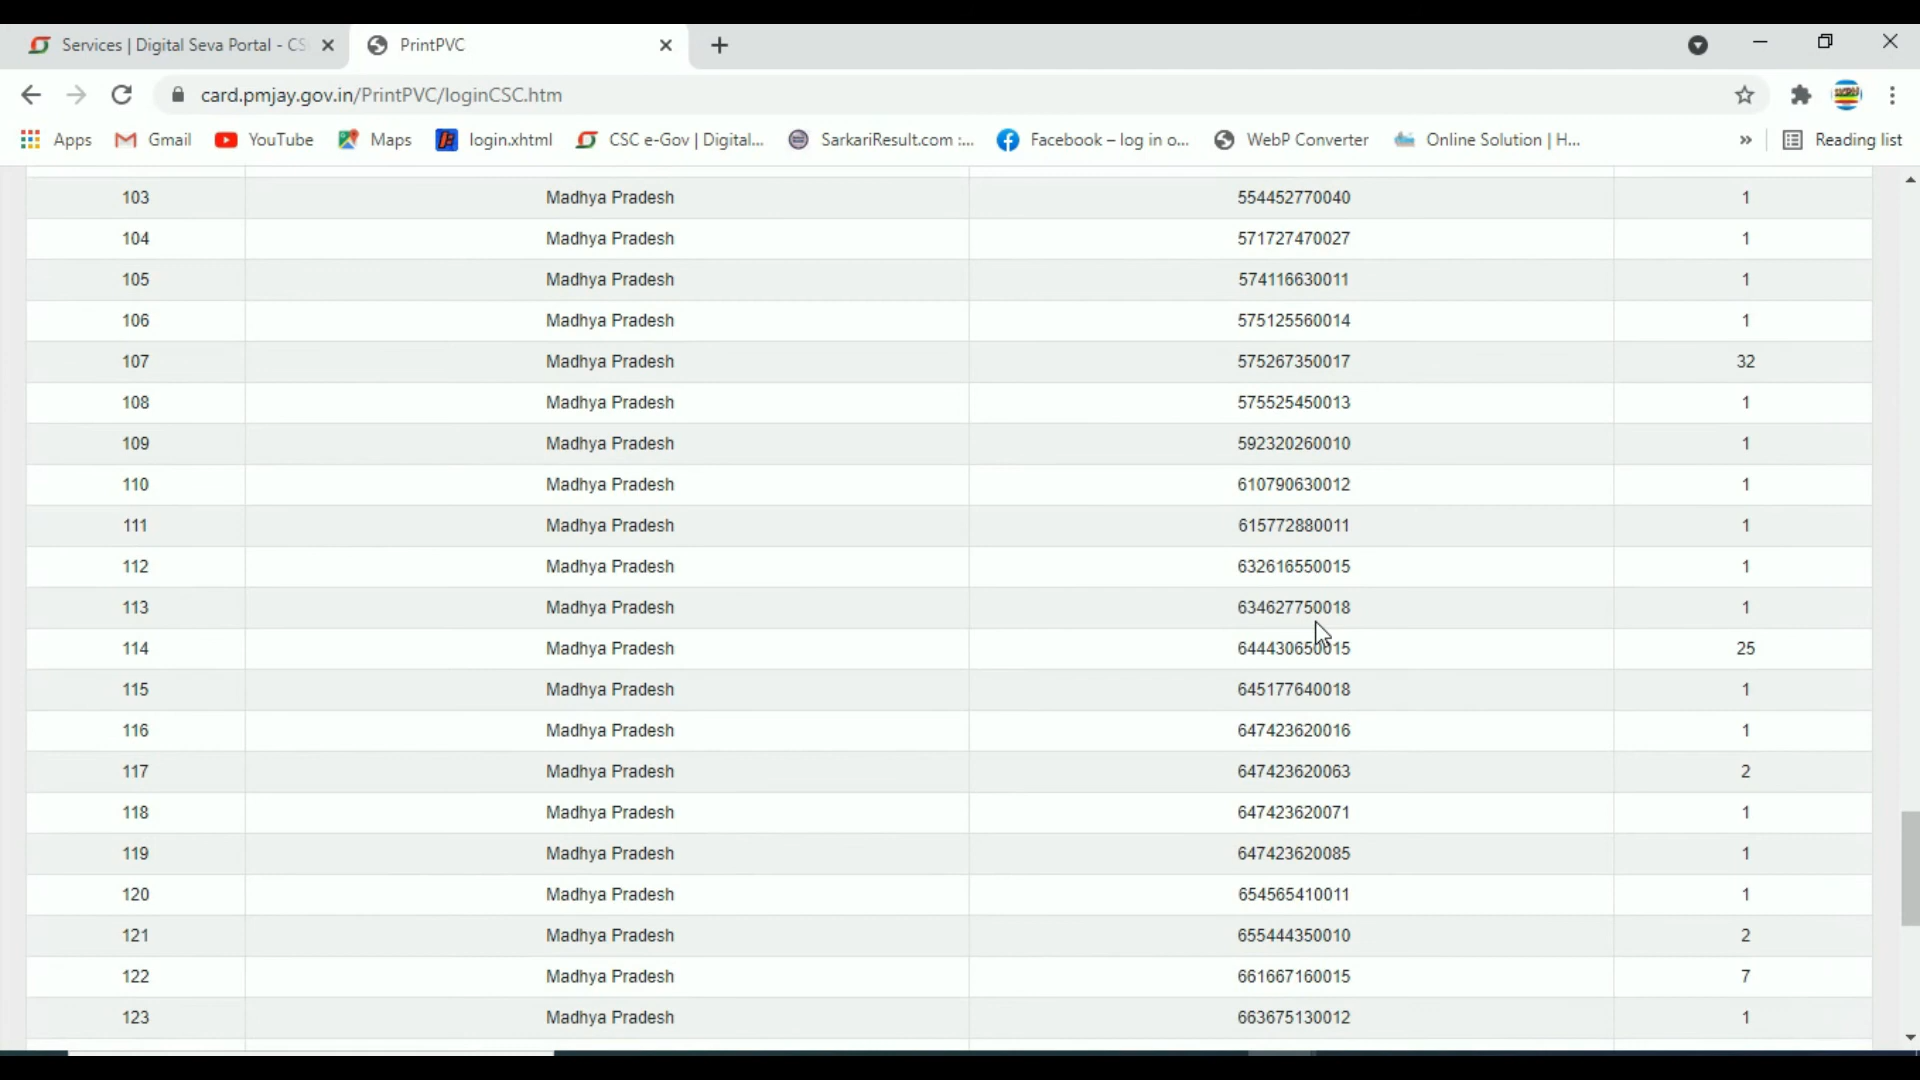 Services | Digital Seva Portal - CS
PrintPVC
card.pmjay.gov.in/PrintPVC/loginCSC.htm
Apps Gmail YouTube Maps login.xhtml CSC e-Gov | Digital... SarkariResult.com :... Facebook – log in o... WebP Converter Online Solution | H... » Reading list
103 Madhya Pradesh 554452770040 1
104 Madhya Pradesh 571727470027 1
105 Madhya Pradesh 574116630011 1
106 Madhya Pradesh 575125560014 1
107 Madhya Pradesh 575267350017 32
108 Madhya Pradesh 575525450013 1
109 Madhya Pradesh 592320260010 1
110 Madhya Pradesh 610790630012 1
111 Madhya Pradesh 615772880011 1
112 Madhya Pradesh 632616550015 1
113 Madhya Pradesh 634627750018 1
114 Madhya Pradesh 644430650015 25
115 Madhya Pradesh 645177640018 1
116 Madhya Pradesh 647423620016 1
117 Madhya Pradesh 647423620063 2
118 Madhya Pradesh 647423620071 1
119 Madhya Pradesh 647423620085 1
120 Madhya Pradesh 654565410011 1
121 Madhya Pradesh 655444350010 2
122 Madhya Pradesh 661667160015 7
123 Madhya Pradesh 663675130012 1